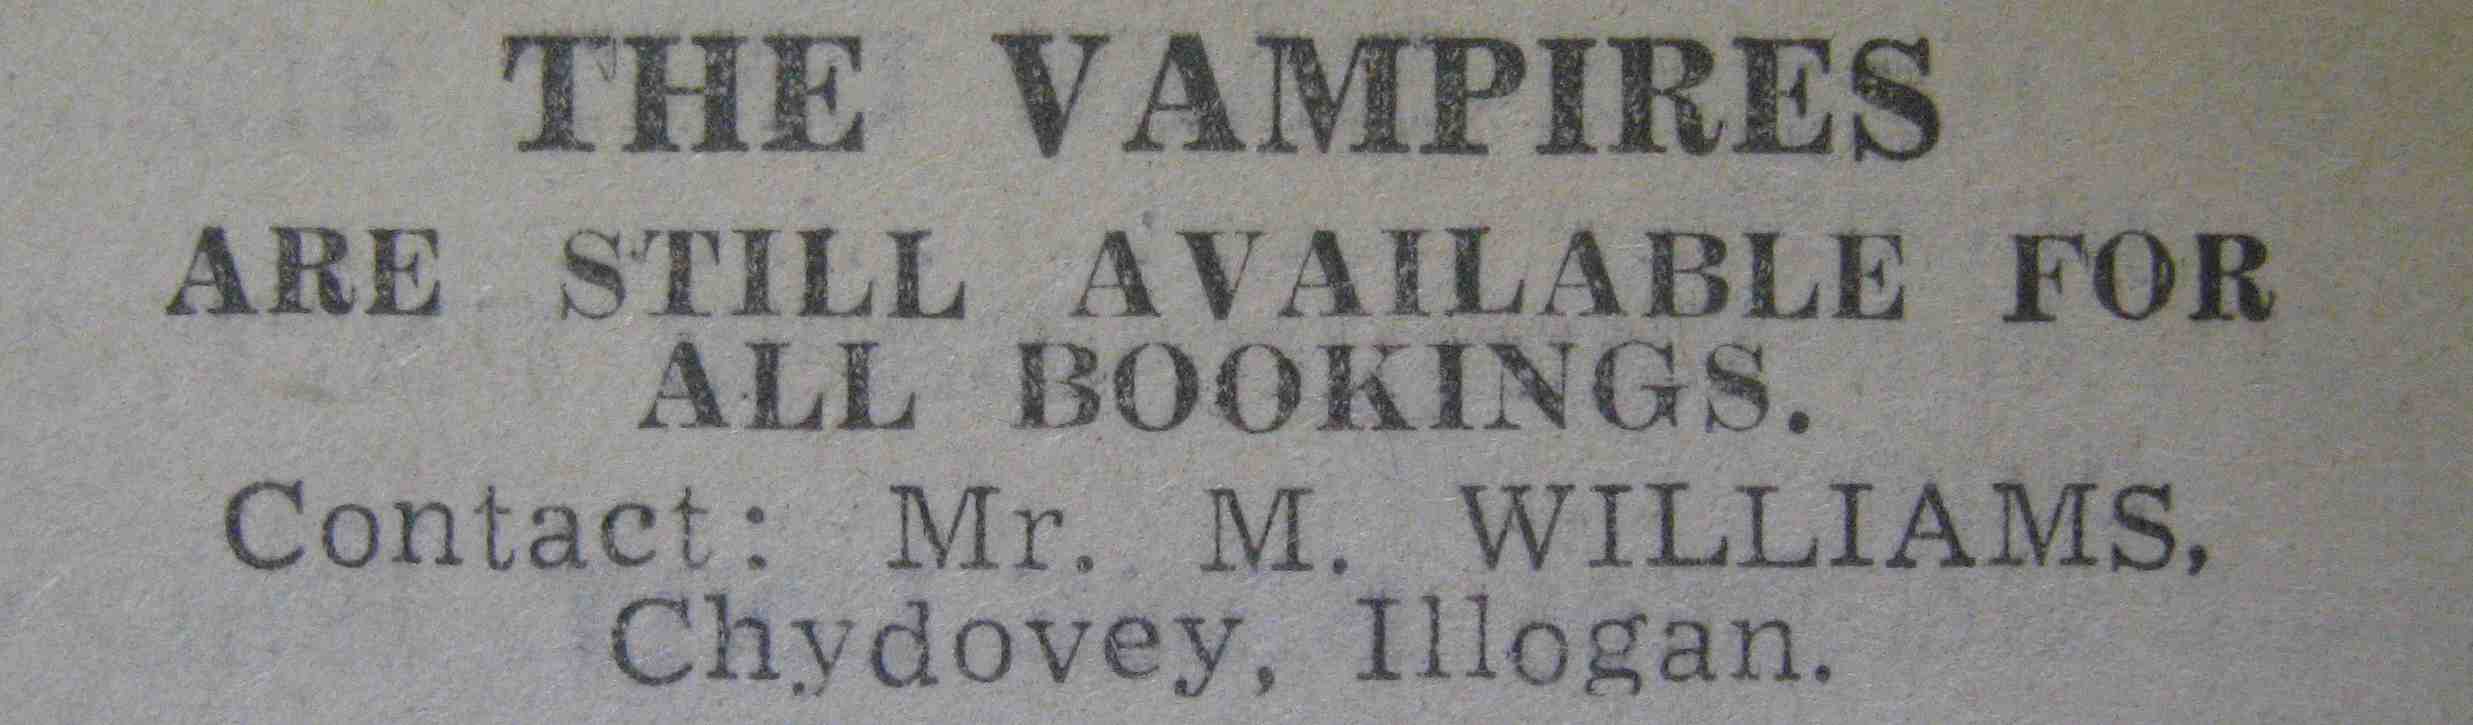 THE VAMPIRES
ARE STILL AVAILABLE FOR
ALL BOOKINGS.
Contact: Mr. M. WILLIAMS,
Chydovey, Illogan.